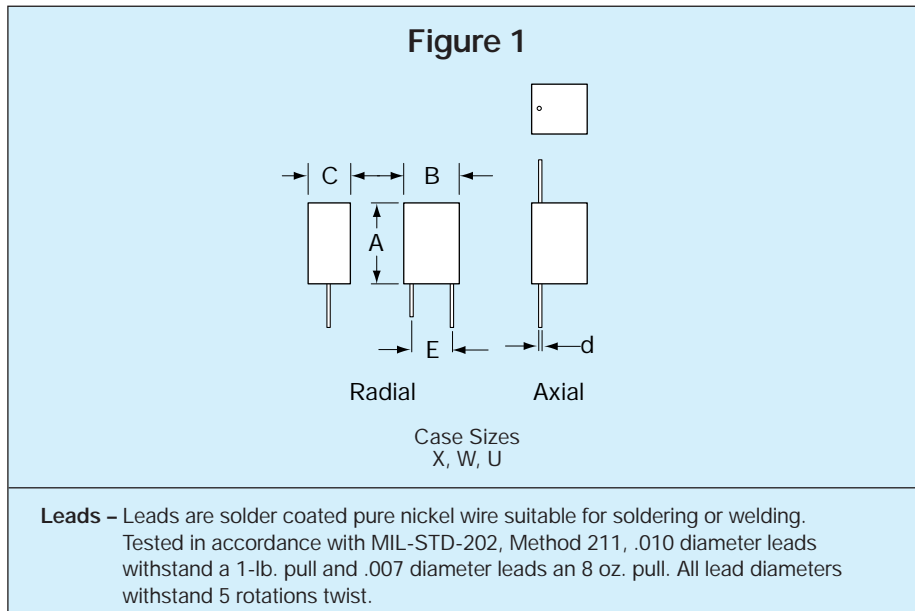 Figure 1
C
B
A
E
d
Radial
Axial
Case Sizes
X, W, U
Leads – Leads are solder coated pure nickel wire suitable for soldering or welding.
Tested in accordance with MIL-STD-202, Method 211, .010 diameter leads
withstand a 1-lb. pull and .007 diameter leads an 8 oz. pull. All lead diameters
withstand 5 rotations twist.